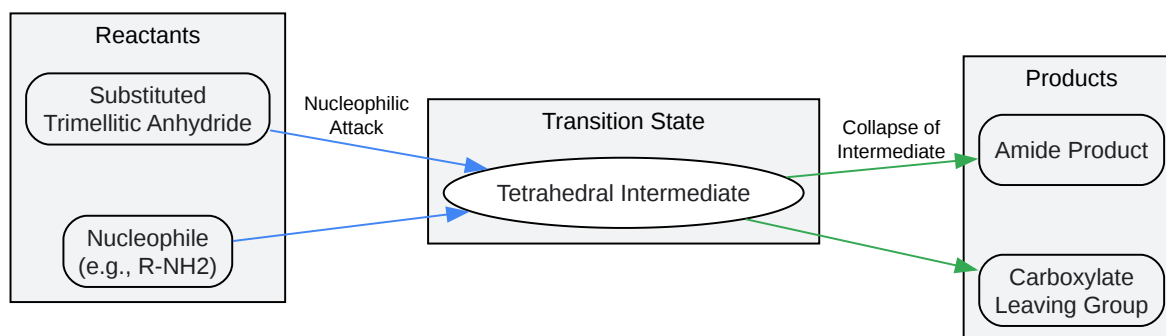 Reactants
Substituted
Trimellitic Anhydride
Nucleophile
(e.g., R-NH2)
Nucleophilic
Attack
Transition State
Tetrahedral Intermediate
Collapse of
Intermediate
Products
Amide Product
Carboxylate
Leaving Group